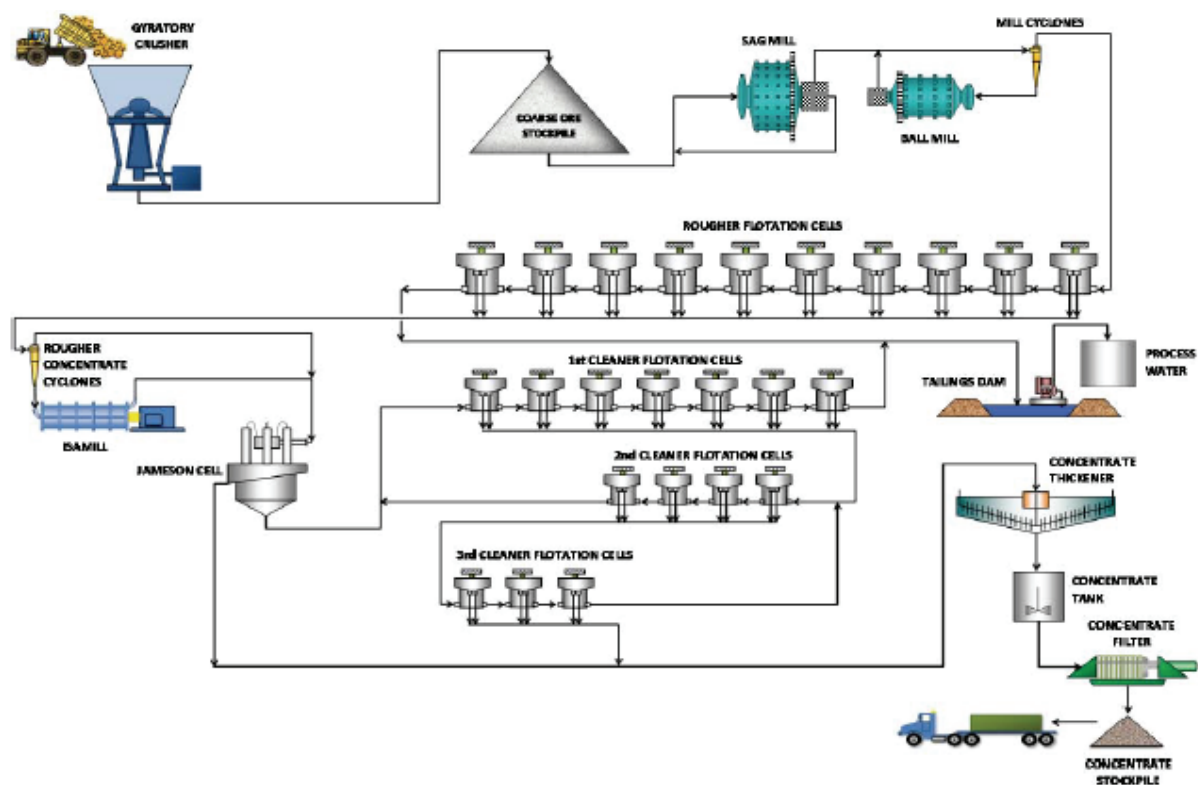 GYRATORY
CRUSHER
COARSE ORE
STOCKPILE
SAG MILL
MILL CYCLONES
BALL MILL
ROUGHER FLOTATION CELLS
ROUGHER
CONCENTRATE
CYCLONES
ISAMILL
JAMESON CELL
1st CLEANER FLOTATION CELLS
2nd CLEANER FLOTATION CELLS
3rd CLEANER FLOTATION CELLS
TAILINGS DAM
PROCESS
WATER
CONCENTRATE
THICKENER
CONCENTRATE
TANK
CONCENTRATE
FILTER
CONCENTRATE
STOCKPILE